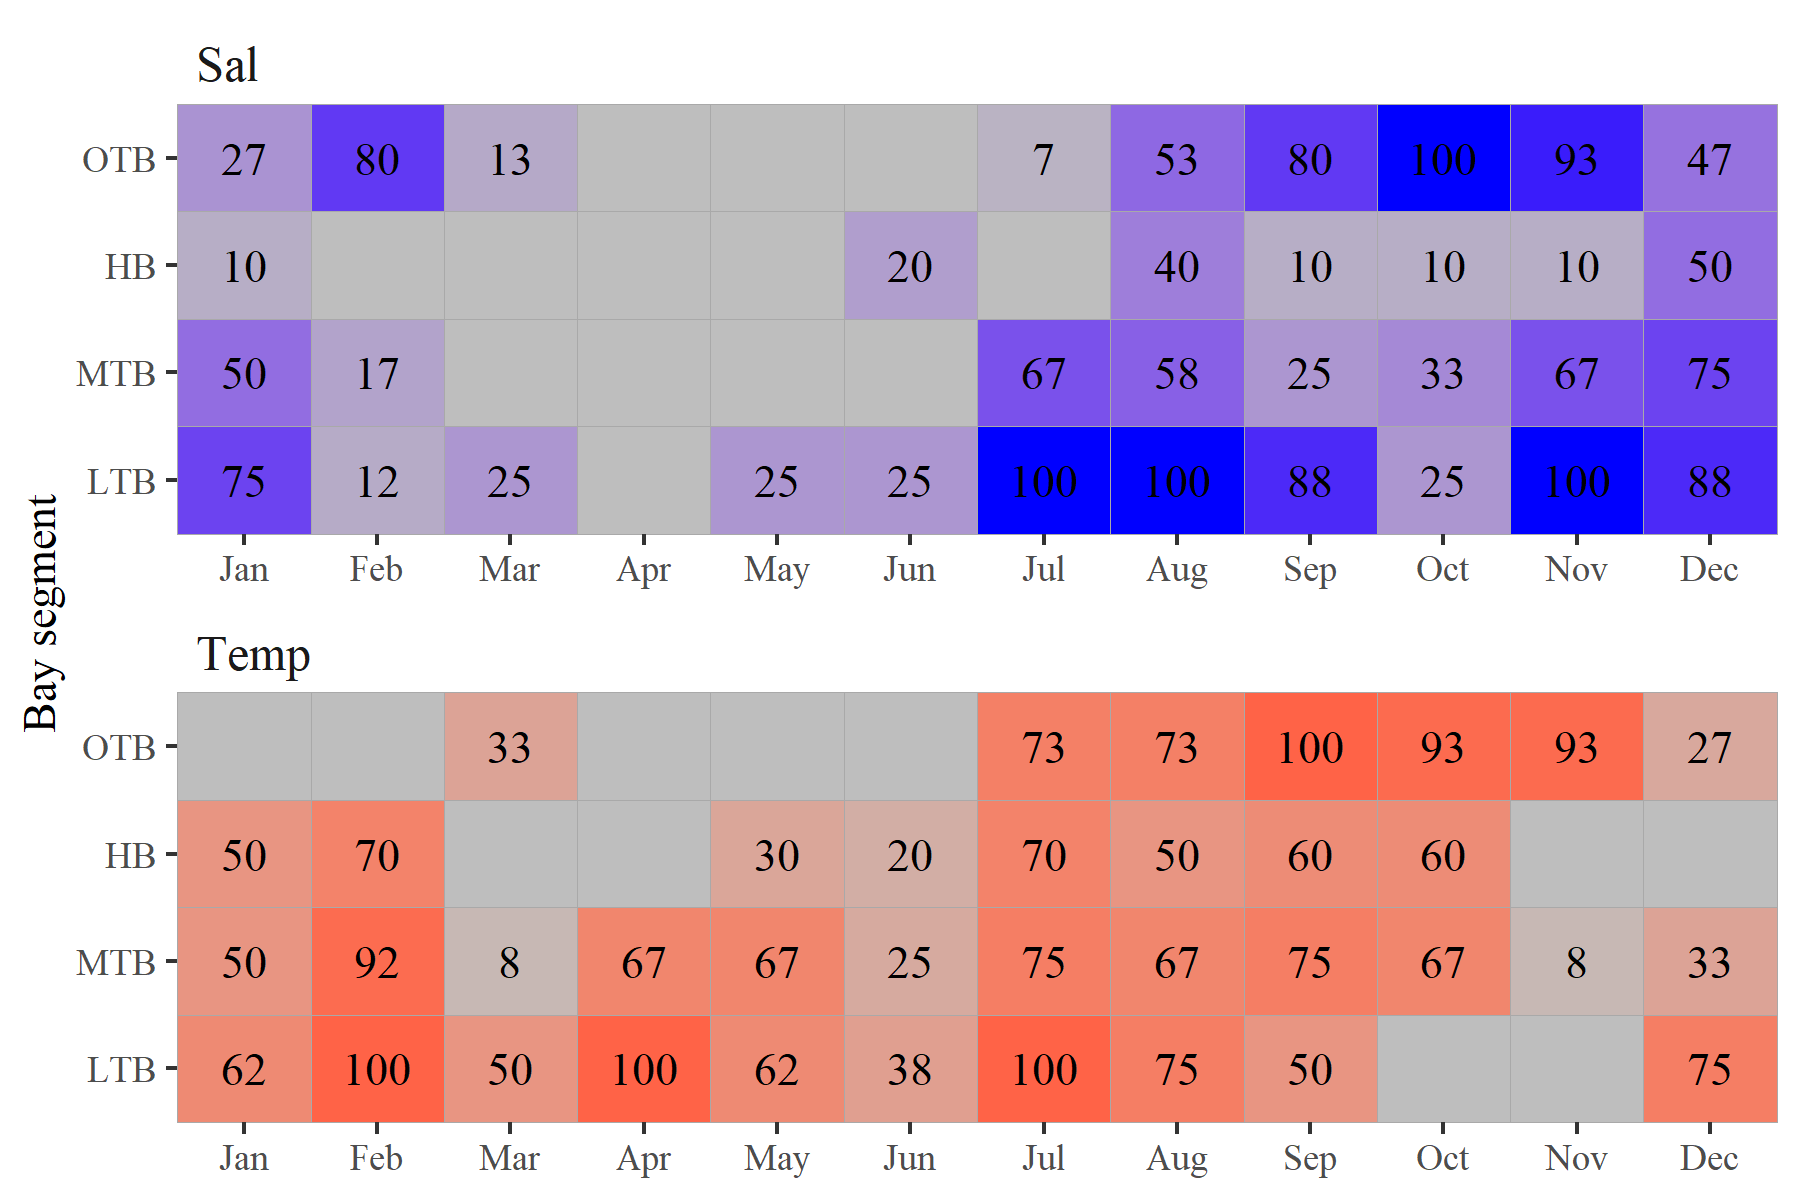 Sal
OTB 27 80 13 7 53 80 100 93 47
HB 10 20 40 10 10 10 50
MTB 50 17 67 58 25 33 67 75
LTB 75 12 25 25 25 100 100 88 25 100 88
Jan Feb Mar Apr May Jun Jul Aug Sep Oct Nov Dec
Bay segment
Temp
OTB 33 73 73 100 93 93 27
HB 50 70 30 20 70 50 60 60
MTB 50 92 8 67 67 25 75 67 75 67 8 33
LTB 62 100 50 100 62 38 100 75 50 75
Jan Feb Mar Apr May Jun Jul Aug Sep Oct Nov Dec